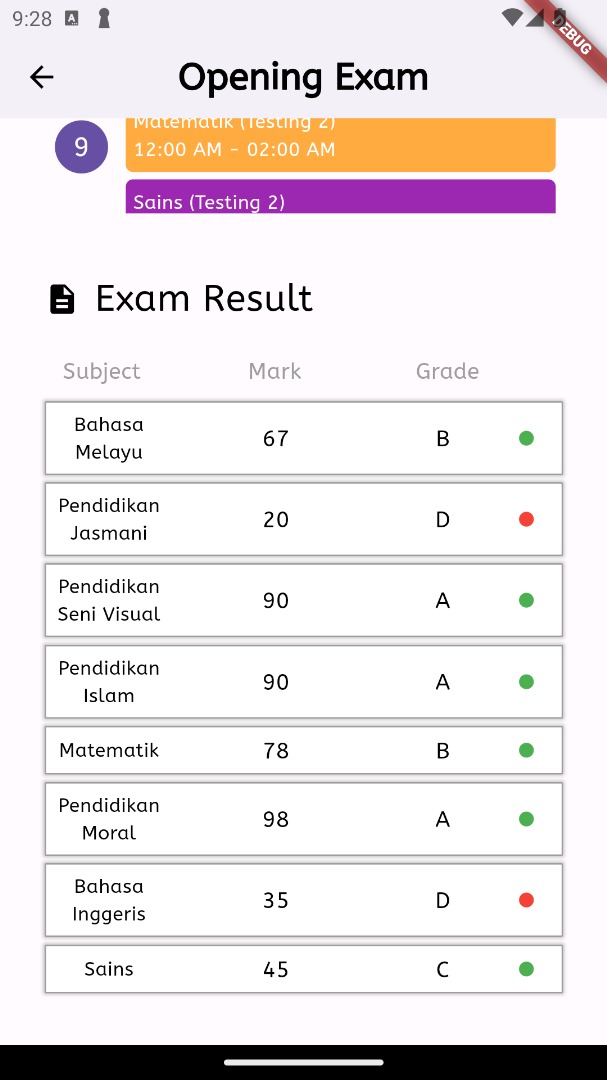 9:28
DEBUG
Opening Exam
Matematik (Testing 2)
9
12:00 AM - 02:00 AM
Sains (Testing 2)
Exam Result
Subject Mark Grade
Bahasa
Melayu
67 B
Pendidikan
Jasmani
20 D
Pendidikan
Seni Visual
90 A
Pendidikan
Islam
90 A
Matematik 78 B
Pendidikan
Moral
98 A
Bahasa
Inggeris
35 D
Sains 45 C